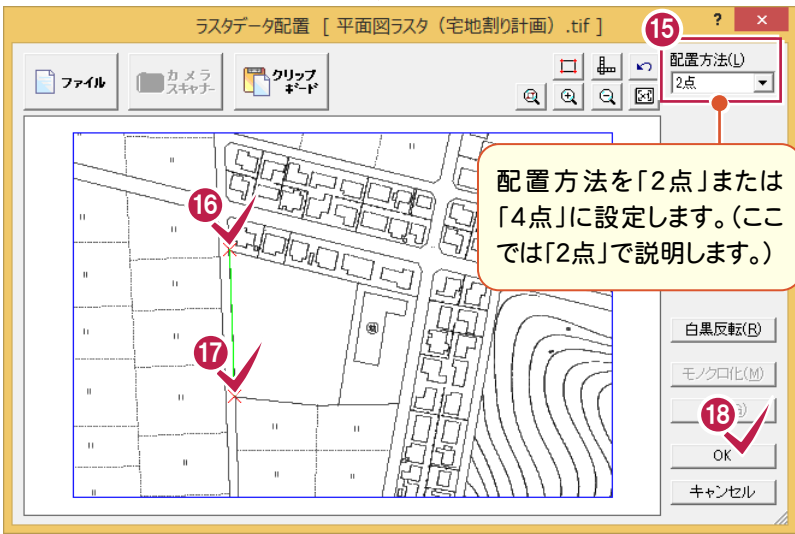 ラスタデータ配置 [ 平面図ラスタ（宅地割り計画）.tif ]
? ×
15
ファイル
カメラ
スキャナー
クリップ
ボード
配置方法(L)
2点
配置方法を「2点」または
「4点」に設定します。(ここ
では「2点」で説明します。)
16
17
白黒反転(R)
モノクロ化(M)
18
OK
キャンセル